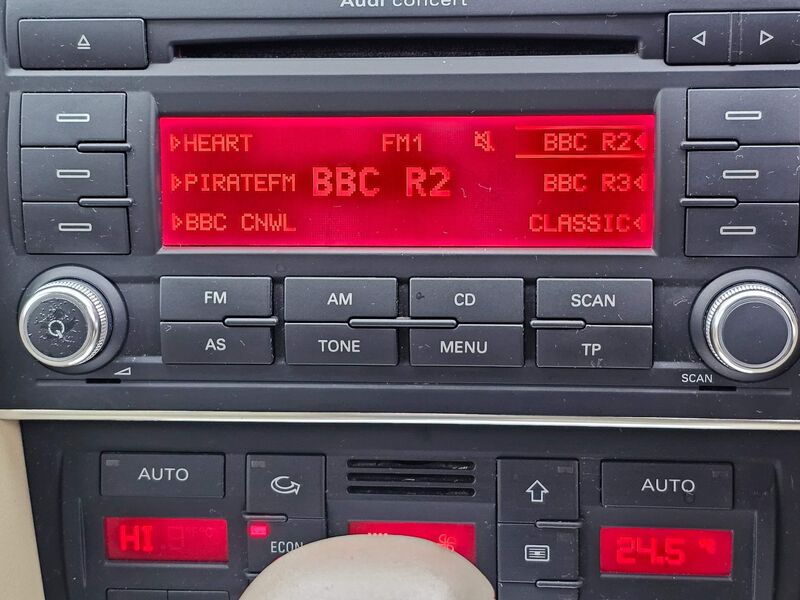 Audi concert
HEART FM1 BBC R2
PIRATEFM BBC R2 BBC R3
BBC CNWL CLASSIC
FM AM CD SCAN
AS TONE MENU TP
SCAN
AUTO AUTO
HI ECON 24.5